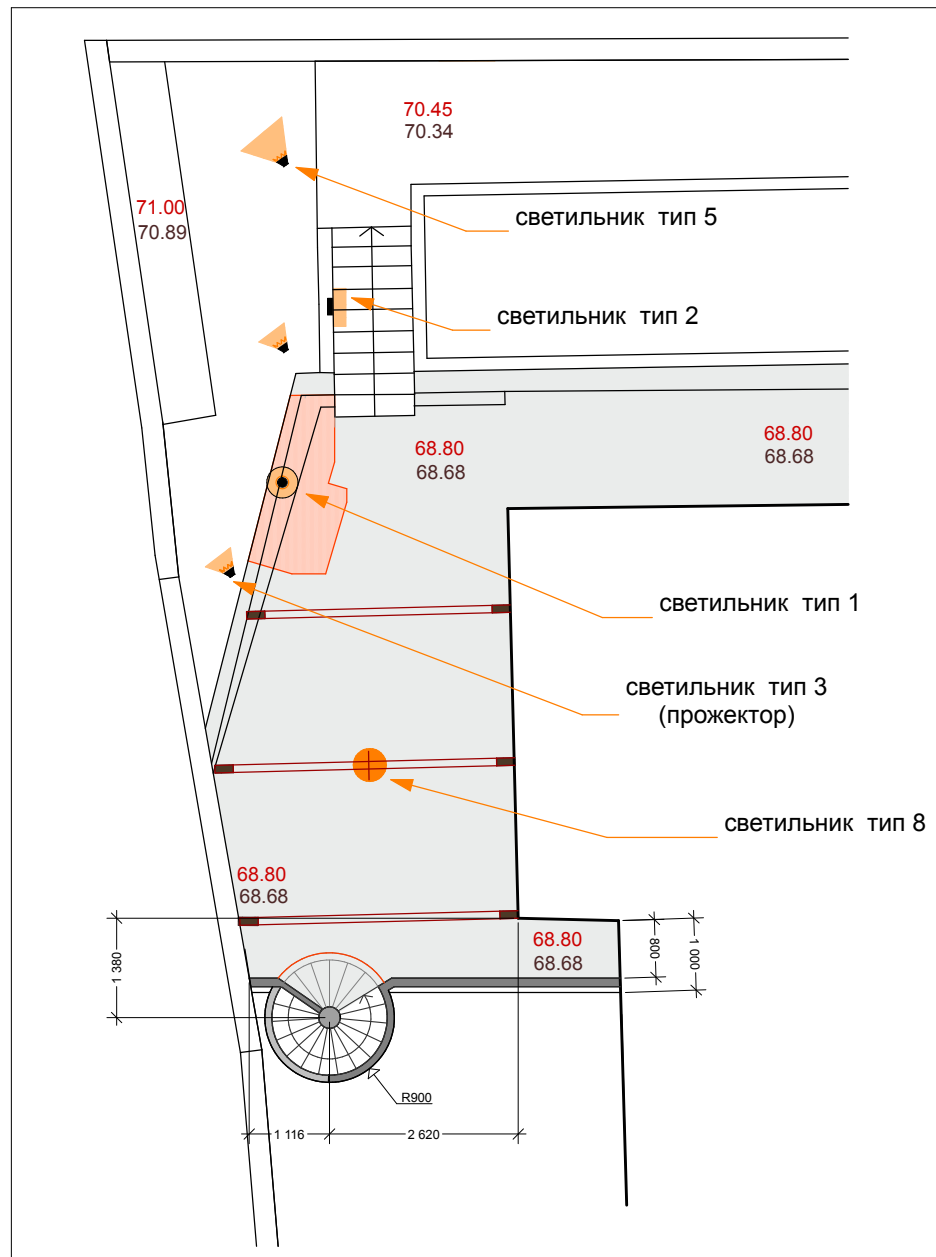 70.45
70.34
71.00
70.89
светильник тип 5
светильник тип 2
68.80
68.68
68.80
68.68
светильник тип 1
светильник тип 3
(прожектор)
светильник тип 8
68.80
68.68
68.80
68.68
800
1 000
1 380
R900
1 116
2 620